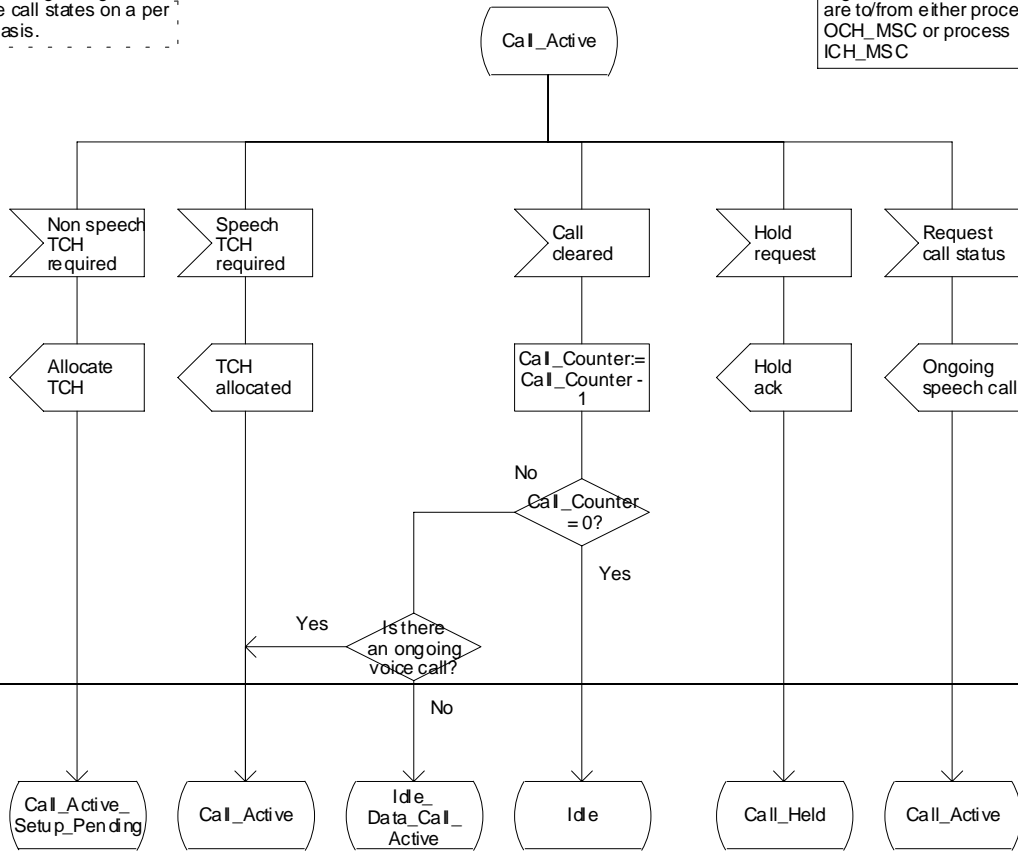 e call states on a per
asis.
are to/from either proce
OCH_MSC or process
ICH_MSC
Call_Active
Non speech
TCH
required
Speech
TCH
required
Call
cleared
Hold
request
Request
call status
Allocate
TCH
TCH
allocated
Call_Counter:=
Call_Counter -
1
Hold
ack
Ongoing
speech call
No
Call_Counter
= 0?
Yes
Yes
Is there
an ongoing
voice call?
No
Call_Active_
Setup_Pending
Call_Active
Idle_
Data_Call_
Active
Idle
Call_Held
Call_Active